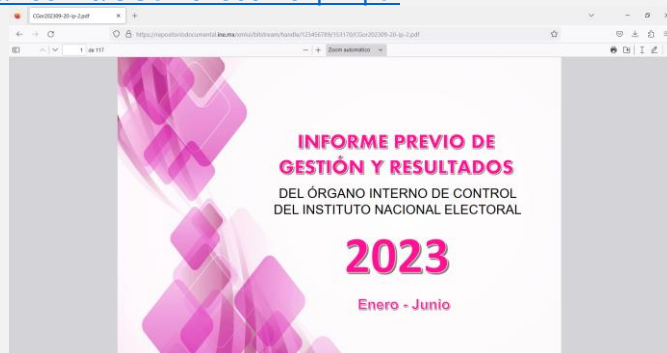 CGor202309-20-ip-2.pdf
https://repositoriodocumental.ine.mx/xmlui/bitstream/handle/123456789/153170/CGor202309-20-ip-2.pdf
1 de 117
Zoom automático
INFORME PREVIO DE
GESTIÓN Y RESULTADOS
DEL ÓRGANO INTERNO DE CONTROL
DEL INSTITUTO NACIONAL ELECTORAL
2023
Enero - Junio